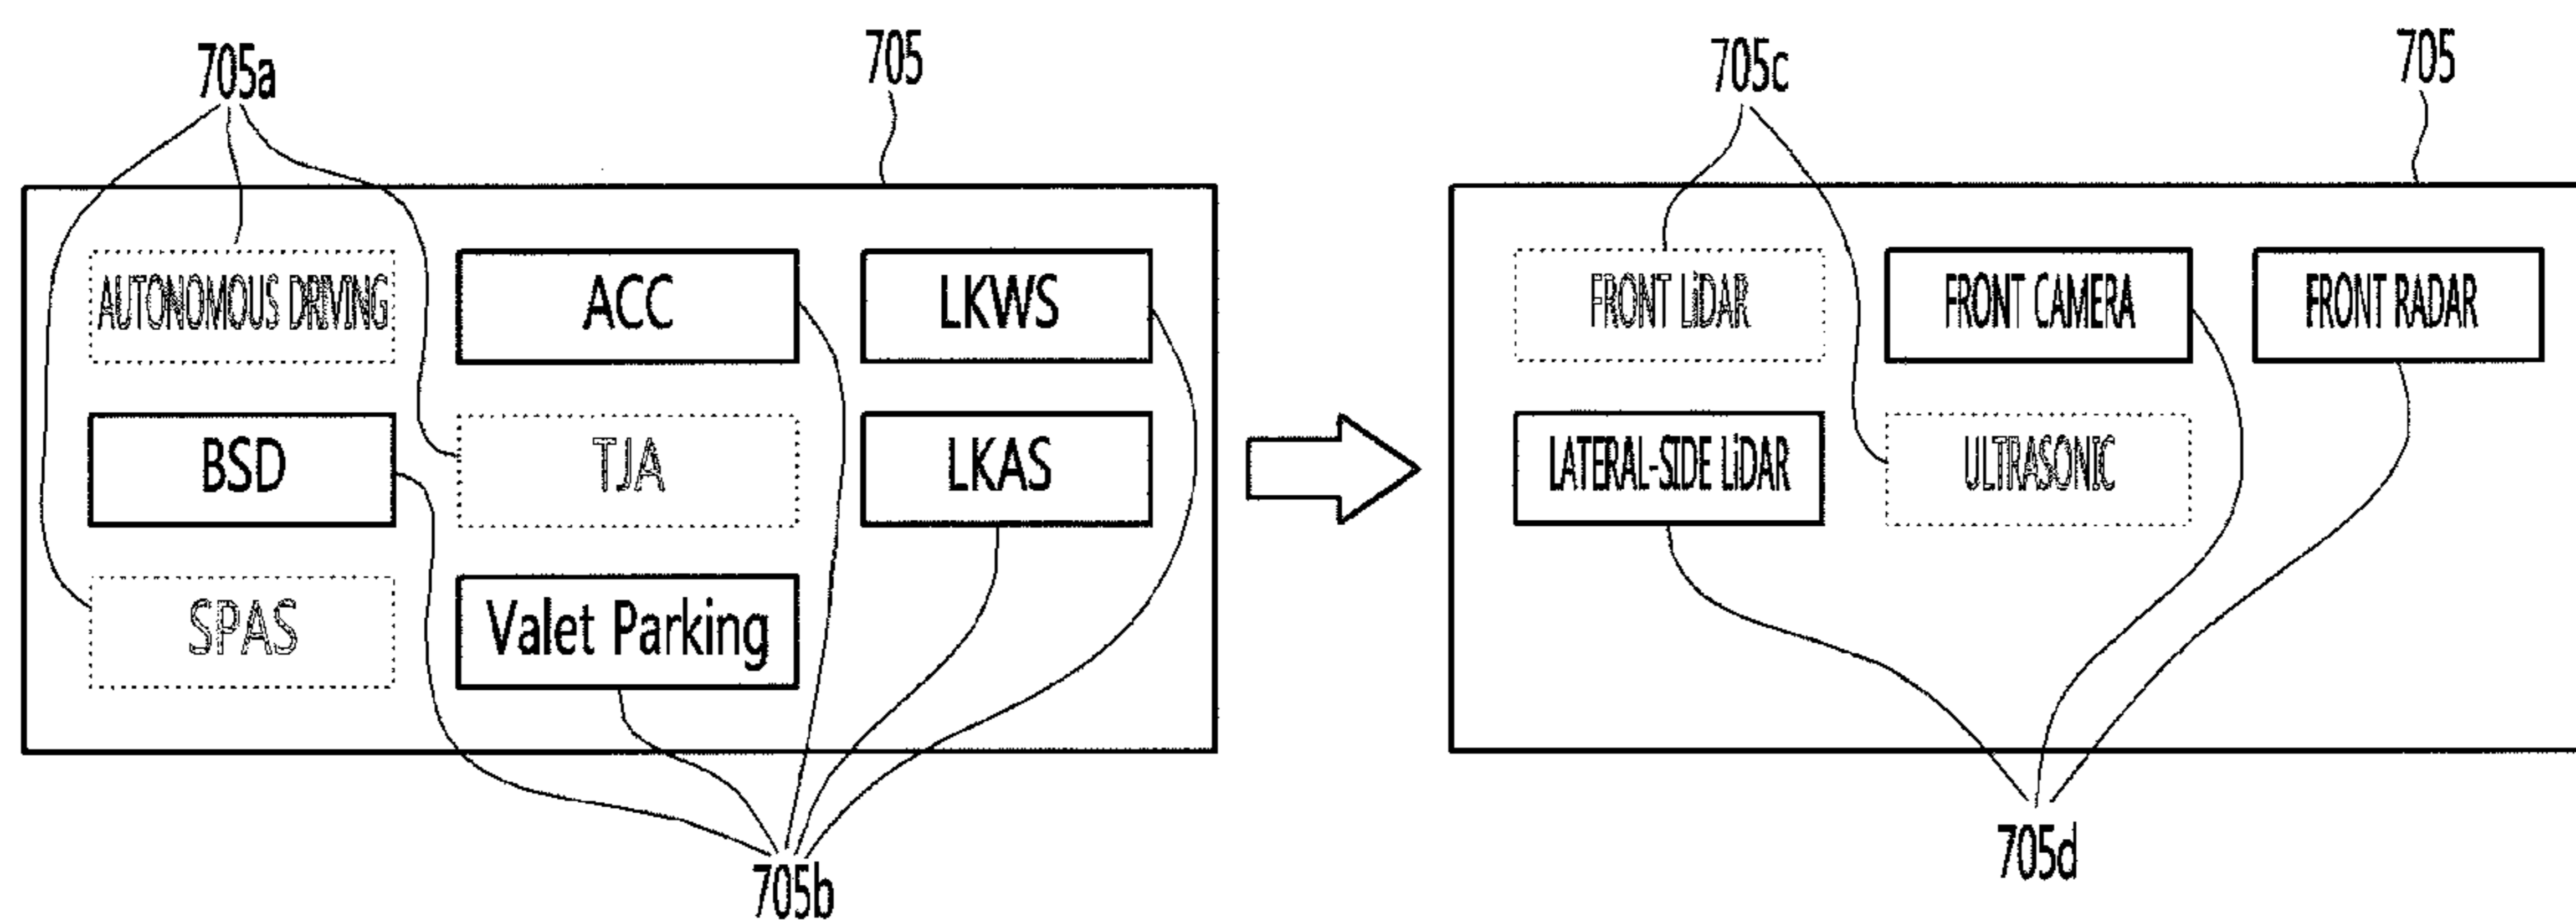 705a
705
705c
705
AUTONOMOUS DRIVING
ACC
LKWS
FRONT LiDAR
FRONT CAMERA
FRONT RADAR
BSD
TJA
LKAS
LATERAL-SIDE LiDAR
ULTRASONIC
SPAS
Valet Parking
705b
705d